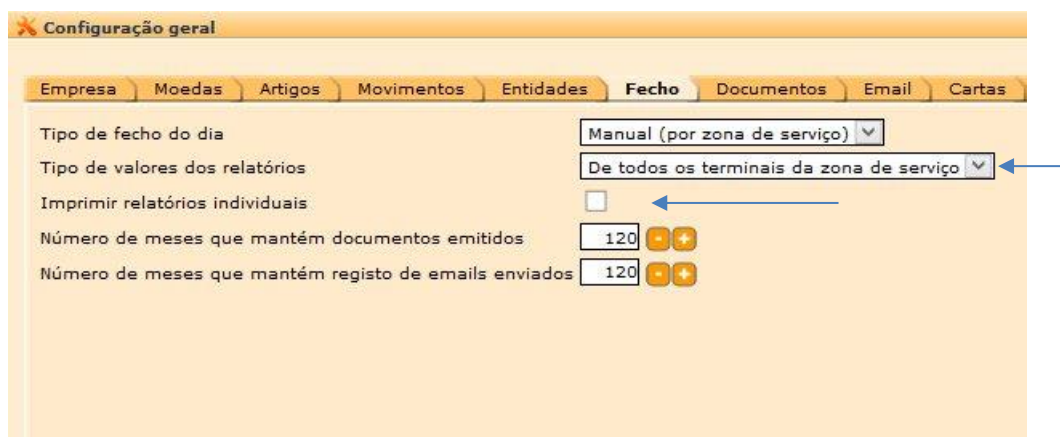 Configuração geral
Empresa Moedas Artigos Movimentos Entidades Fecho Documentos Email Cartas
Tipo de fecho do dia Manual (por zona de serviço)
Tipo de valores dos relatórios De todos os terminais da zona de serviço
Imprimir relatórios individuais
Número de meses que mantém documentos emitidos 120 - +
Número de meses que mantém registo de emails enviados 120 - +